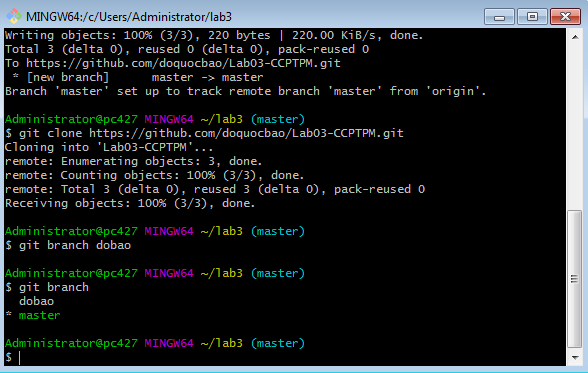 MINGW64:/c/Users/Administrator/lab3
Writing objects: 100% (3/3), 220 bytes | 220.00 KiB/s, done.
Total 3 (delta 0), reused 0 (delta 0), pack-reused 0
To https://github.com/doquocbao/Lab03-CCPTPM.git
 * [new branch]      master -> master
Branch 'master' set up to track remote branch 'master' from 'origin'.
Administrator@pc427 MINGW64 ~/lab3 (master)
$ git clone https://github.com/doquocbao/Lab03-CCPTPM.git
Cloning into 'Lab03-CCPTPM'...
remote: Enumerating objects: 3, done.
remote: Counting objects: 100% (3/3), done.
remote: Total 3 (delta 0), reused 3 (delta 0), pack-reused 0
Receiving objects: 100% (3/3), done.
Administrator@pc427 MINGW64 ~/lab3 (master)
$ git branch dobao
Administrator@pc427 MINGW64 ~/lab3 (master)
$ git branch
  dobao
* master
Administrator@pc427 MINGW64 ~/lab3 (master)
$